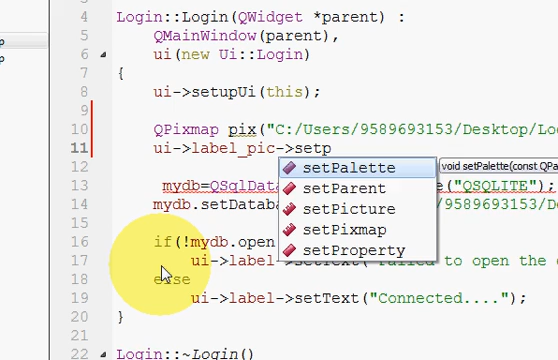 4 Login::Login(QWidget *parent) :
5 QMainWindow(parent),
6 ui(new Ui::Login)
7 {
8 ui->setupUi(this);
9
10 QPixmap pix("C:/Users/9589693153/Desktop/Lo
11 ui->label_pic->setp
setPalette void setPalette(const QPa
setParent
setPicture
setPixmap
setProperty
12
13 mydb=QSqlData e("QSQLITE");
14 mydb.setDataba 9589693153/Desktop/
15
16 if(!mydb.open
17 ui->label->setText("Failed to open the
18 else
19 ui->label->setText("Connected....");
20 }
21
22 Login::~Login()